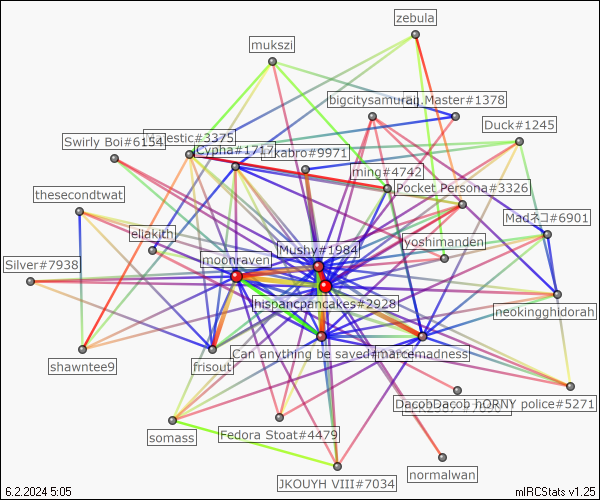 zebula
mukszi
bigcitysamurai
Master#1378
Duck#1245
Swirly Boi#6154
Majestic#3375
Cypha#1717
kabro#9971
ming#4742
Pocket Persona#3326
thesecondtwat
Madネコ#6901
eliakith
Mushy#1984
yoshimanden
Silver#7938
moonraven
hispancpancakes#2928
neokingghidorah
Can anything be saved
marcemadness
shawntee9
frisout
DacobDacob hORNY police#5271
somass
Fedora Stoat#4479
normalwan
JKOUYH VIII#7034
6.2.2024 5:05
mIRCStats v1.25